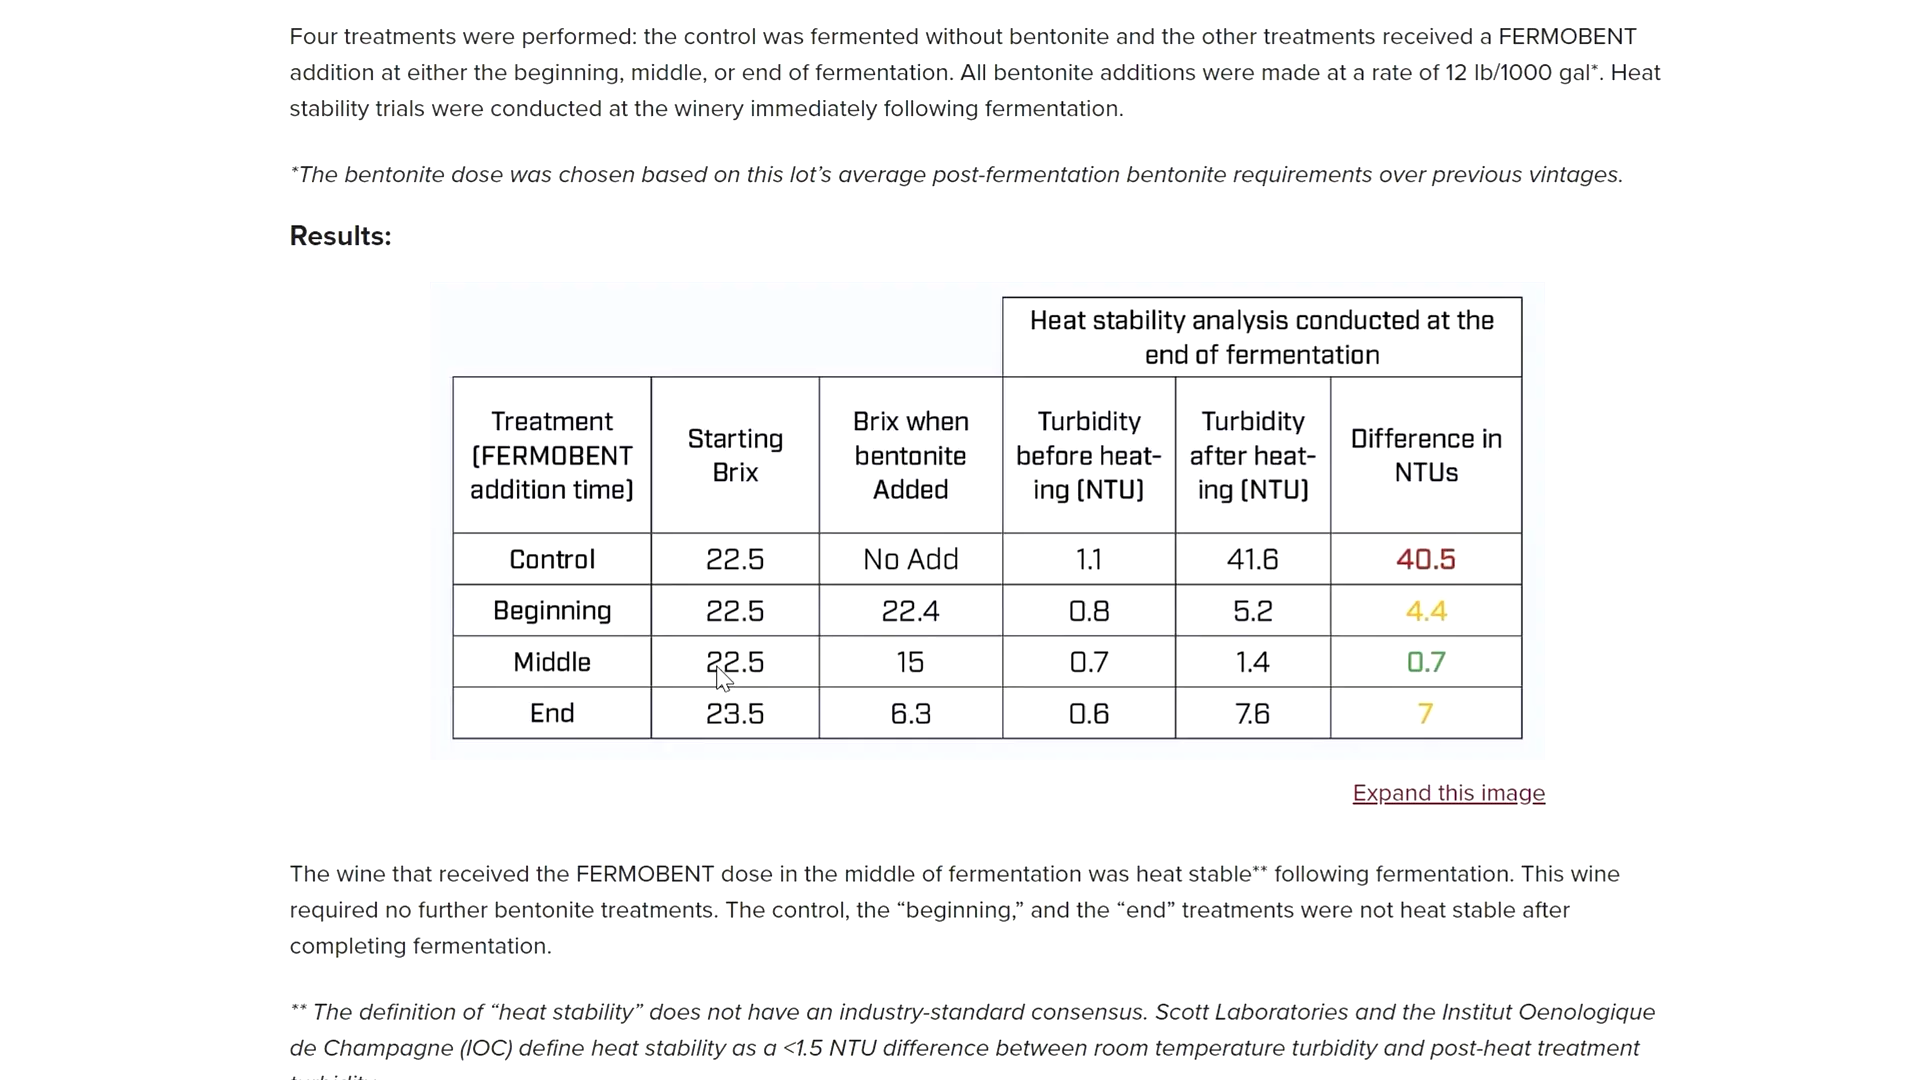 Four treatments were performed: the control was fermented without bentonite and the other treatments received a FERMOBENT
addition at either the beginning, middle, or end of fermentation. All bentonite additions were made at a rate of 12 lb/1000 gal*. Heat
stability trials were conducted at the winery immediately following fermentation.
*The bentonite dose was chosen based on this lot’s average post-fermentation bentonite requirements over previous vintages.
Results:
Heat stability analysis conducted at the
end of fermentation
Treatment
(FERMOBENT
addition time)
Starting
Brix
Brix when
bentonite
Added
Turbidity
before heat-
ing (NTU)
Turbidity
after heat-
ing (NTU)
Difference in
NTUs
Control 22.5 No Add 1.1 41.6 40.5
Beginning 22.5 22.4 0.8 5.2 4.4
Middle 22.5 15 0.7 1.4 0.7
End 23.5 6.3 0.6 7.6 7
Expand this image
The wine that received the FERMOBENT dose in the middle of fermentation was heat stable** following fermentation. This wine
required no further bentonite treatments. The control, the “beginning,” and the “end” treatments were not heat stable after
completing fermentation.
** The definition of “heat stability” does not have an industry-standard consensus. Scott Laboratories and the Institut Oenologique
de Champagne (IOC) define heat stability as a <1.5 NTU difference between room temperature turbidity and post-heat treatment